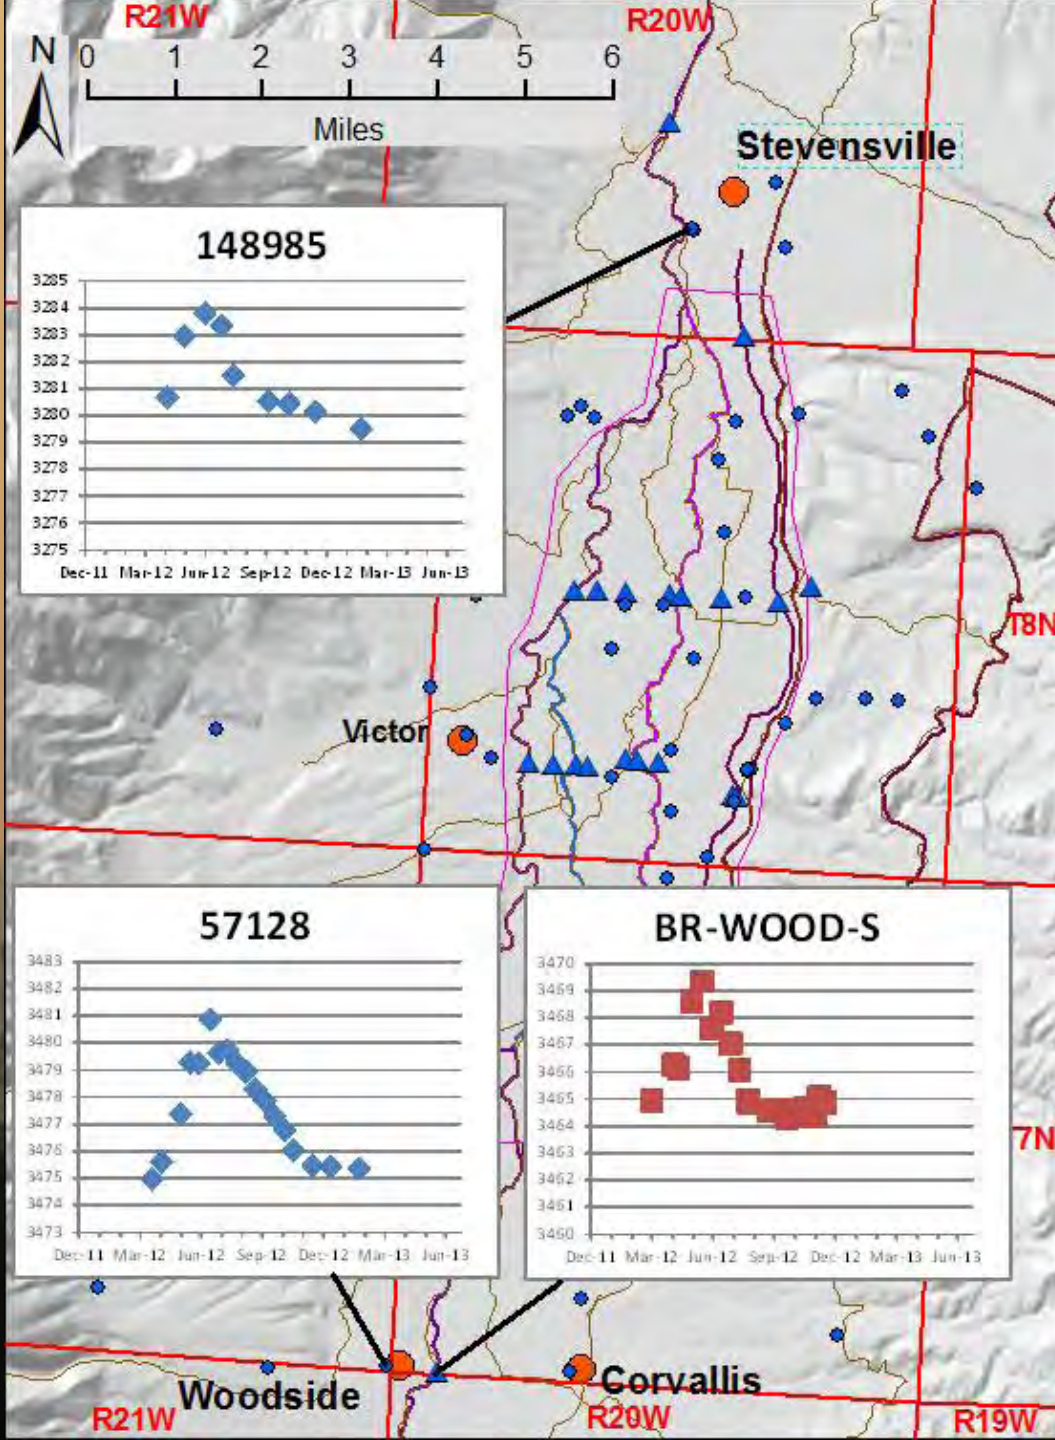 R21W
R20W
N
0 1 2 3 4 5 6
Miles
Stevensville
148985
3285
3284
3283
3282
3281
3280
3279
3278
3277
3276
3275
Dec-11 Mar-12 Jun-12 Sep-12 Dec-12 Mar-13 Jun-13
T8N
Victor
57128
3483
3482
3481
3480
3479
3478
3477
3476
3475
3474
3473
Dec-11 Mar-12 Jun-12 Sep-12 Dec-12 Mar-13 Jun-13
BR-WOOD-S
3470
3469
3468
3467
3466
3465
3464
3463
3462
3461
3460
Dec-11 Mar-12 Jun-12 Sep-12 Dec-12 Mar-13 Jun-13
7N
Woodside
Corvallis
R21W
R20W
R19W